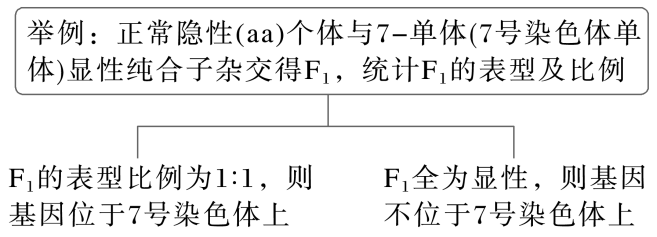 举例：正常隐性(aa)个体与7-单体(7号染色体单
体)显性纯合子杂交得F₁，统计F₁的表型及比例
F₁的表型比例为1∶1，则
基因位于7号染色体上
F₁全为显性，则基因
不位于7号染色体上